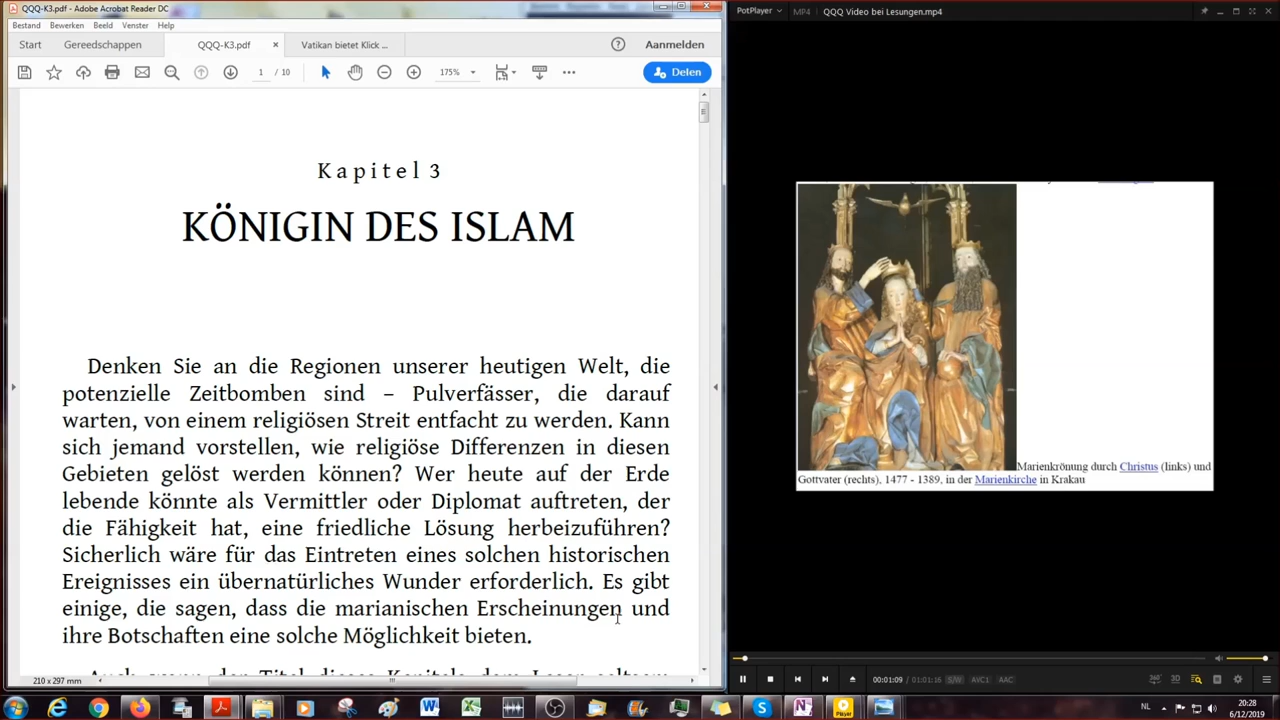 QQQ-K3.pdf - Adobe Acrobat Reader DC
Bestand Bewerken Beeld Venster Help
Start Gereedschappen QQQ-K3.pdf × Vatikan bietet Klick ... Aanmelden
1 / 10 175% Delen
Kapitel 3
KÖNIGIN DES ISLAM
Denken Sie an die Regionen unserer heutigen Welt, die
potenzielle Zeitbomben sind – Pulverfässer, die darauf
warten, von einem religiösen Streit entfacht zu werden. Kann
sich jemand vorstellen, wie religiöse Differenzen in diesen
Gebieten gelöst werden können? Wer heute auf der Erde
lebende könnte als Vermittler oder Diplomat auftreten, der
die Fähigkeit hat, eine friedliche Lösung herbeizuführen?
Sicherlich wäre für das Eintreten eines solchen historischen
Ereignisses ein übernatürliches Wunder erforderlich. Es gibt
einige, die sagen, dass die marianischen Erscheinungen und
ihre Botschaften eine solche Möglichkeit bieten.
210 x 297 mm
PotPlayer MP4 QQQ Video bei Lesungen.mp4
Marienkrönung durch Christus (links) und
Gottvater (rechts), 1477 - 1389, in der Marienkirche in Krakau
00:01:09 / 01:01:16 S/W AVC1 AAC
3D
NL 20:28
6/12/2019